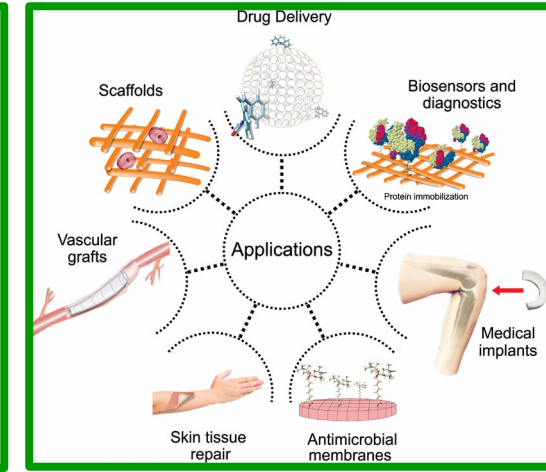 Drug Delivery
Scaffolds
Biosensors and
diagnostics
Protein immobilization
Vascular
grafts
Applications
Medical
implants
Skin tissue
repair
Antimicrobial
membranes